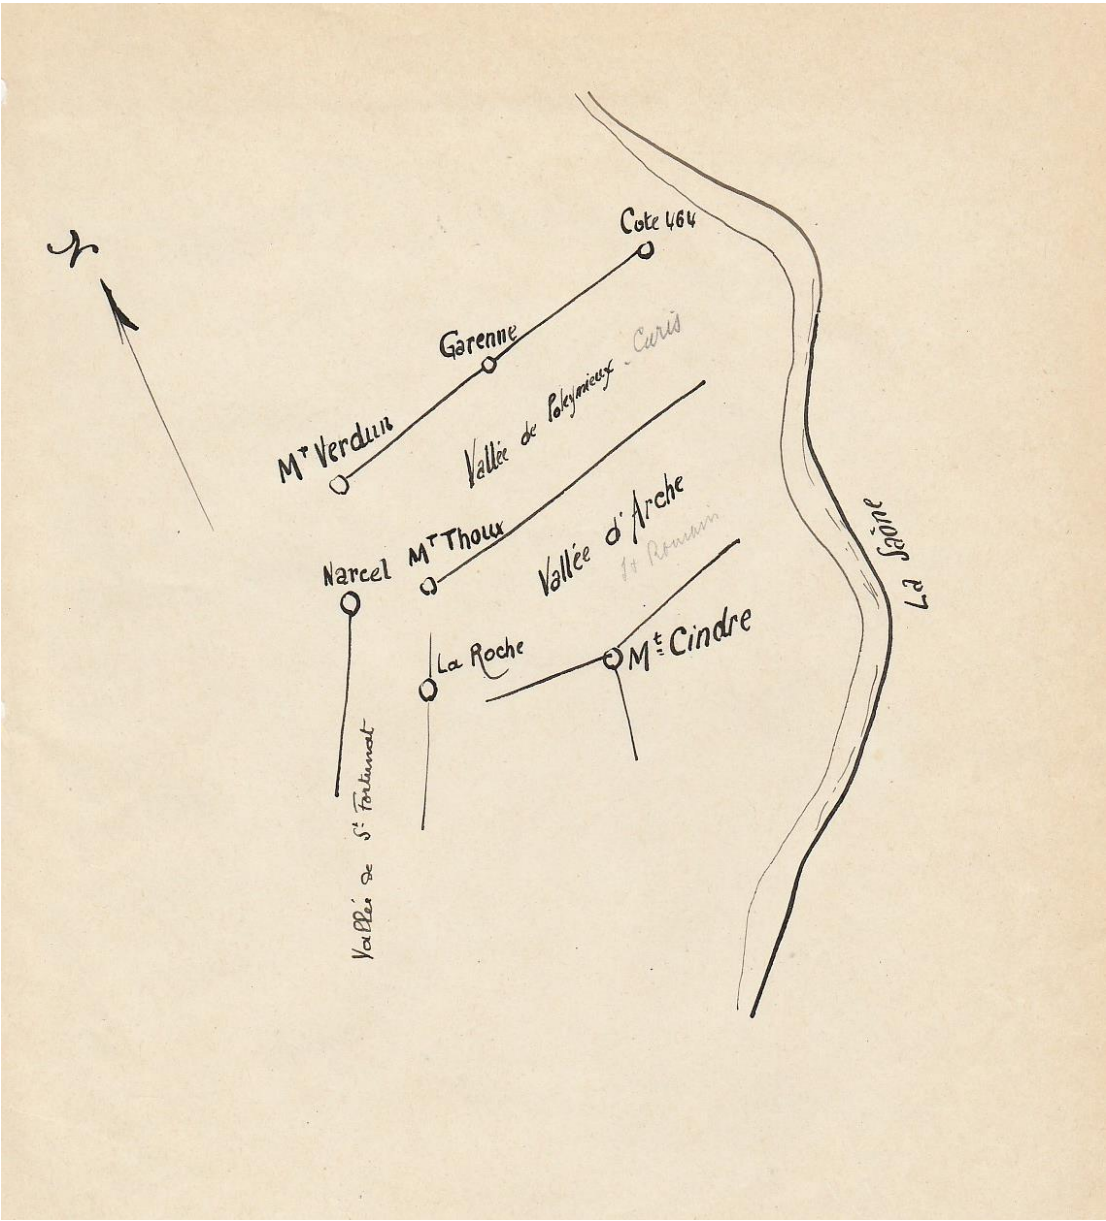 Cote 464
N
Garenne
Curis
Vallée de Poleymieux
Mᵗ Verdun
Vallée d'Arche
St Romain
Mᵗ Thoux
La Saône
Narcel
La Roche
Mᵗ Cindre
Vallée de Sᵗ Fortunat